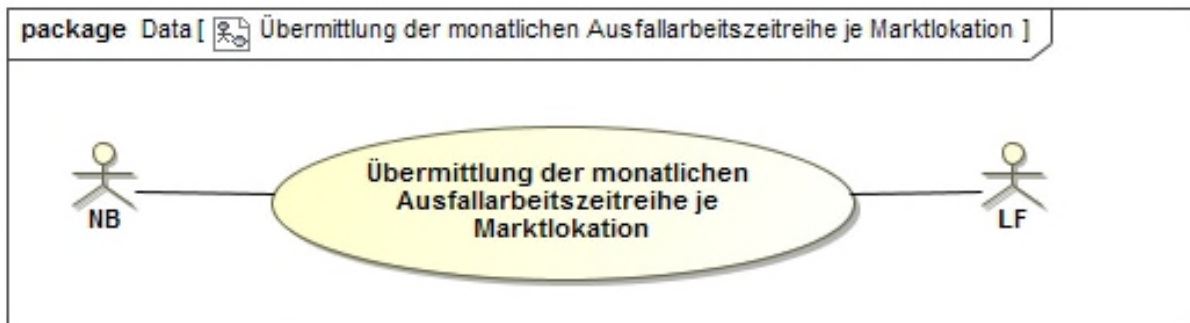 package Data [ Übermittlung der monatlichen Ausfallarbeitszeitreihe je Marktlokation ]
Übermittlung der monatlichen
Ausfallarbeitszeitreihe je
Marktlokation
NB
LF